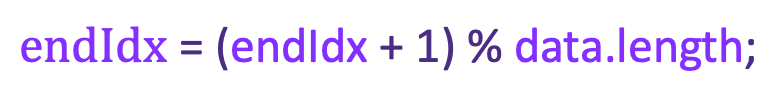 endIdx = (endIdx + 1) % data.length;